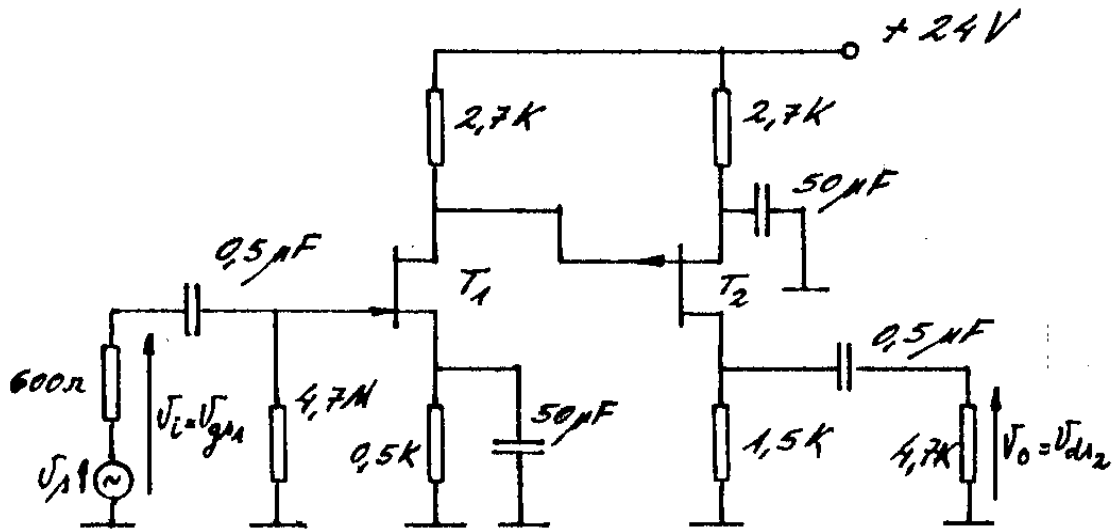 + 24V
2,7K
2,7K
50µF
0,5µF
T1
T2
0,5µF
600Ω
Vi=Vgs1
4,7M
50µF
0,5K
1,5K
4,7K
Vo=Vds2
Vs
~